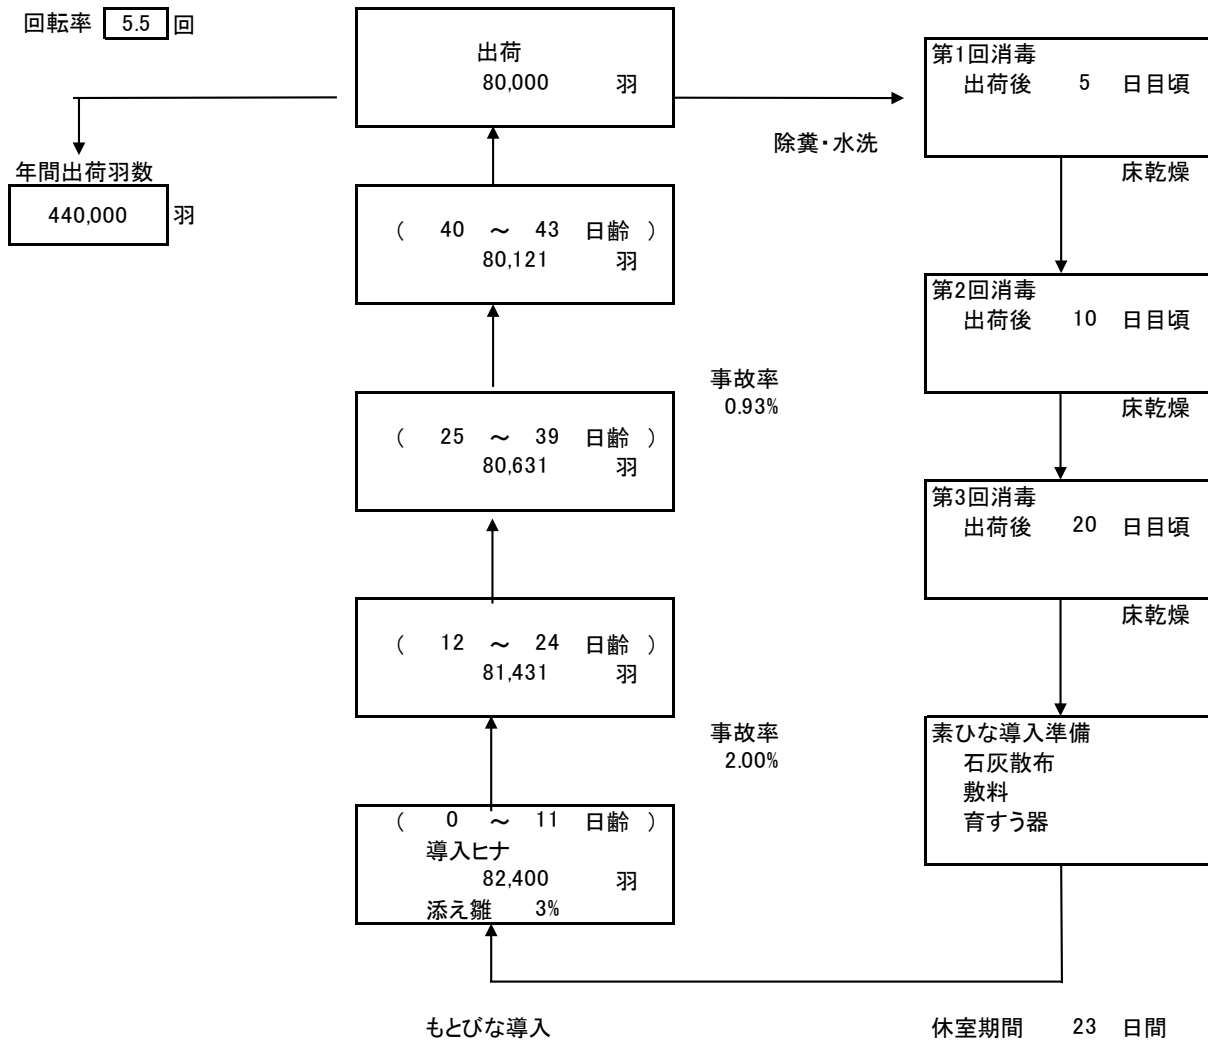 回転率 5.5 回
出荷
80,000 羽
年間出荷羽数
440,000 羽
( 40 ～ 43 日齢 )
80,121 羽
事故率
0.93%
( 25 ～ 39 日齢 )
80,631 羽
( 12 ～ 24 日齢 )
81,431 羽
事故率
2.00%
( 0 ～ 11 日齢 )
導入ヒナ
82,400 羽
添え雛 3%
もとびな導入
除糞・水洗
第1回消毒
出荷後 5 日目頃
床乾燥
第2回消毒
出荷後 10 日目頃
床乾燥
第3回消毒
出荷後 20 日目頃
床乾燥
素ひな導入準備
石灰散布
敷料
育すう器
休室期間 23 日間